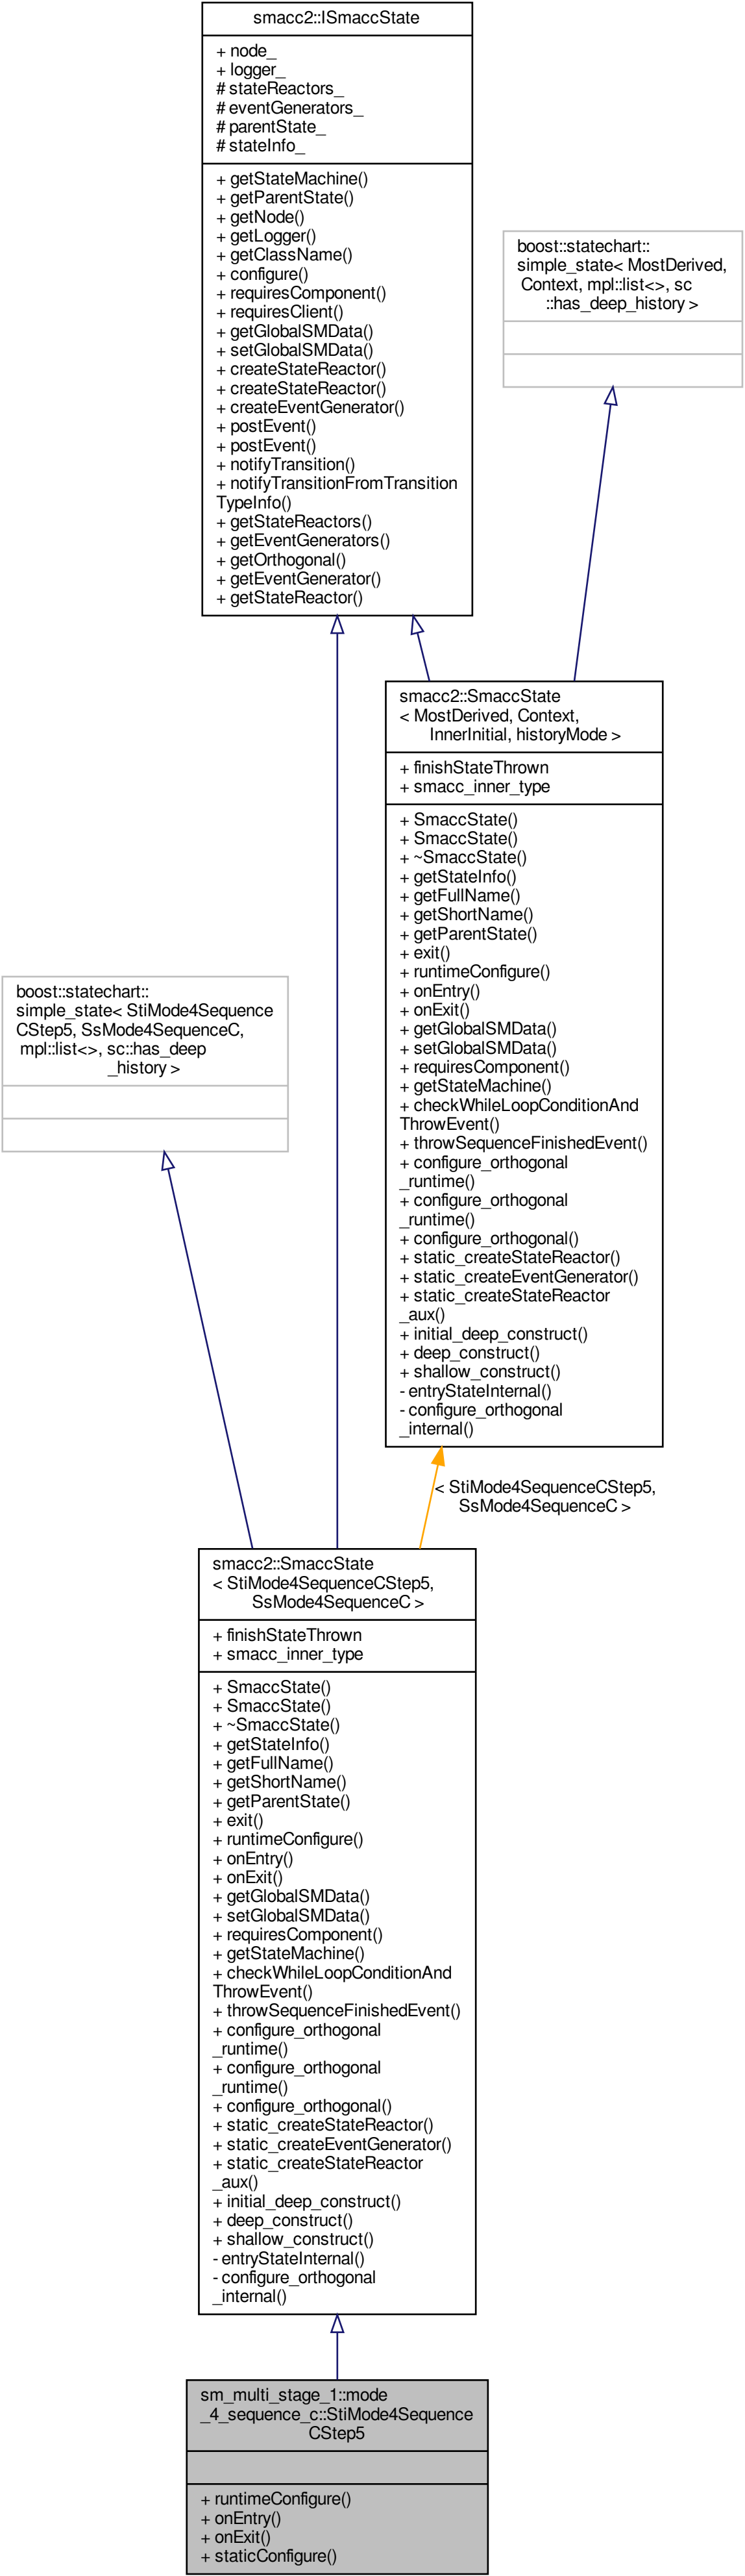 smacc2::ISmaccState
+ node_
+ logger_
# stateReactors_
# eventGenerators_
# parentState_
# stateInfo_
+ getStateMachine()
+ getParentState()
+ getNode()
+ getLogger()
+ getClassName()
+ configure()
+ requiresComponent()
+ requiresClient()
+ getGlobalSMData()
+ setGlobalSMData()
+ createStateReactor()
+ createStateReactor()
+ createEventGenerator()
+ postEvent()
+ postEvent()
+ notifyTransition()
+ notifyTransitionFromTransition
TypeInfo()
+ getStateReactors()
+ getEventGenerators()
+ getOrthogonal()
+ getEventGenerator()
+ getStateReactor()
boost::statechart::
simple_state< MostDerived,
Context, mpl::list<>, sc
::has_deep_history >
smacc2::SmaccState
< MostDerived, Context,
InnerInitial, historyMode >
+ finishStateThrown
+ smacc_inner_type
+ SmaccState()
+ SmaccState()
+ ~SmaccState()
+ getStateInfo()
+ getFullName()
+ getShortName()
+ getParentState()
+ exit()
+ runtimeConfigure()
+ onEntry()
+ onExit()
+ getGlobalSMData()
+ setGlobalSMData()
+ requiresComponent()
+ getStateMachine()
+ checkWhileLoopConditionAnd
ThrowEvent()
+ throwSequenceFinishedEvent()
+ configure_orthogonal
_runtime()
+ configure_orthogonal
_runtime()
+ configure_orthogonal()
+ static_createStateReactor()
+ static_createEventGenerator()
+ static_createStateReactor
_aux()
+ initial_deep_construct()
+ deep_construct()
+ shallow_construct()
- entryStateInternal()
- configure_orthogonal
_internal()
boost::statechart::
simple_state< StiMode4Sequence
CStep5, SsMode4SequenceC,
mpl::list<>, sc::has_deep
_history >
< StiMode4SequenceCStep5,
SsMode4SequenceC >
smacc2::SmaccState
< StiMode4SequenceCStep5,
SsMode4SequenceC >
+ finishStateThrown
+ smacc_inner_type
+ SmaccState()
+ SmaccState()
+ ~SmaccState()
+ getStateInfo()
+ getFullName()
+ getShortName()
+ getParentState()
+ exit()
+ runtimeConfigure()
+ onEntry()
+ onExit()
+ getGlobalSMData()
+ setGlobalSMData()
+ requiresComponent()
+ getStateMachine()
+ checkWhileLoopConditionAnd
ThrowEvent()
+ throwSequenceFinishedEvent()
+ configure_orthogonal
_runtime()
+ configure_orthogonal
_runtime()
+ configure_orthogonal()
+ static_createStateReactor()
+ static_createEventGenerator()
+ static_createStateReactor
_aux()
+ initial_deep_construct()
+ deep_construct()
+ shallow_construct()
- entryStateInternal()
- configure_orthogonal
_internal()
sm_multi_stage_1::mode
_4_sequence_c::StiMode4Sequence
CStep5
+ runtimeConfigure()
+ onEntry()
+ onExit()
+ staticConfigure()